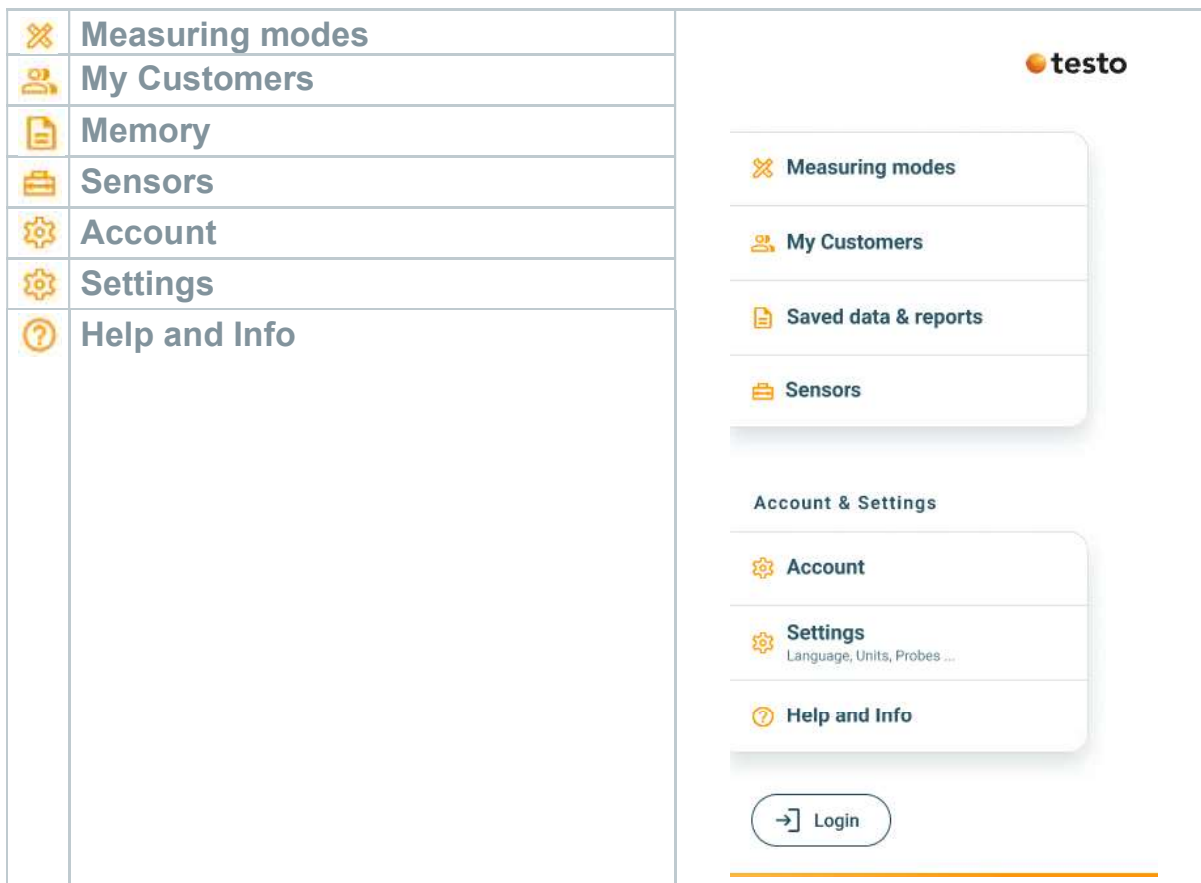 Measuring modes
My Customers
Memory
Sensors
Account
Settings
Help and Info
testo
Measuring modes
My Customers
Saved data & reports
Sensors
Account & Settings
Account
Settings
Language, Units, Probes ...
Help and Info
Login